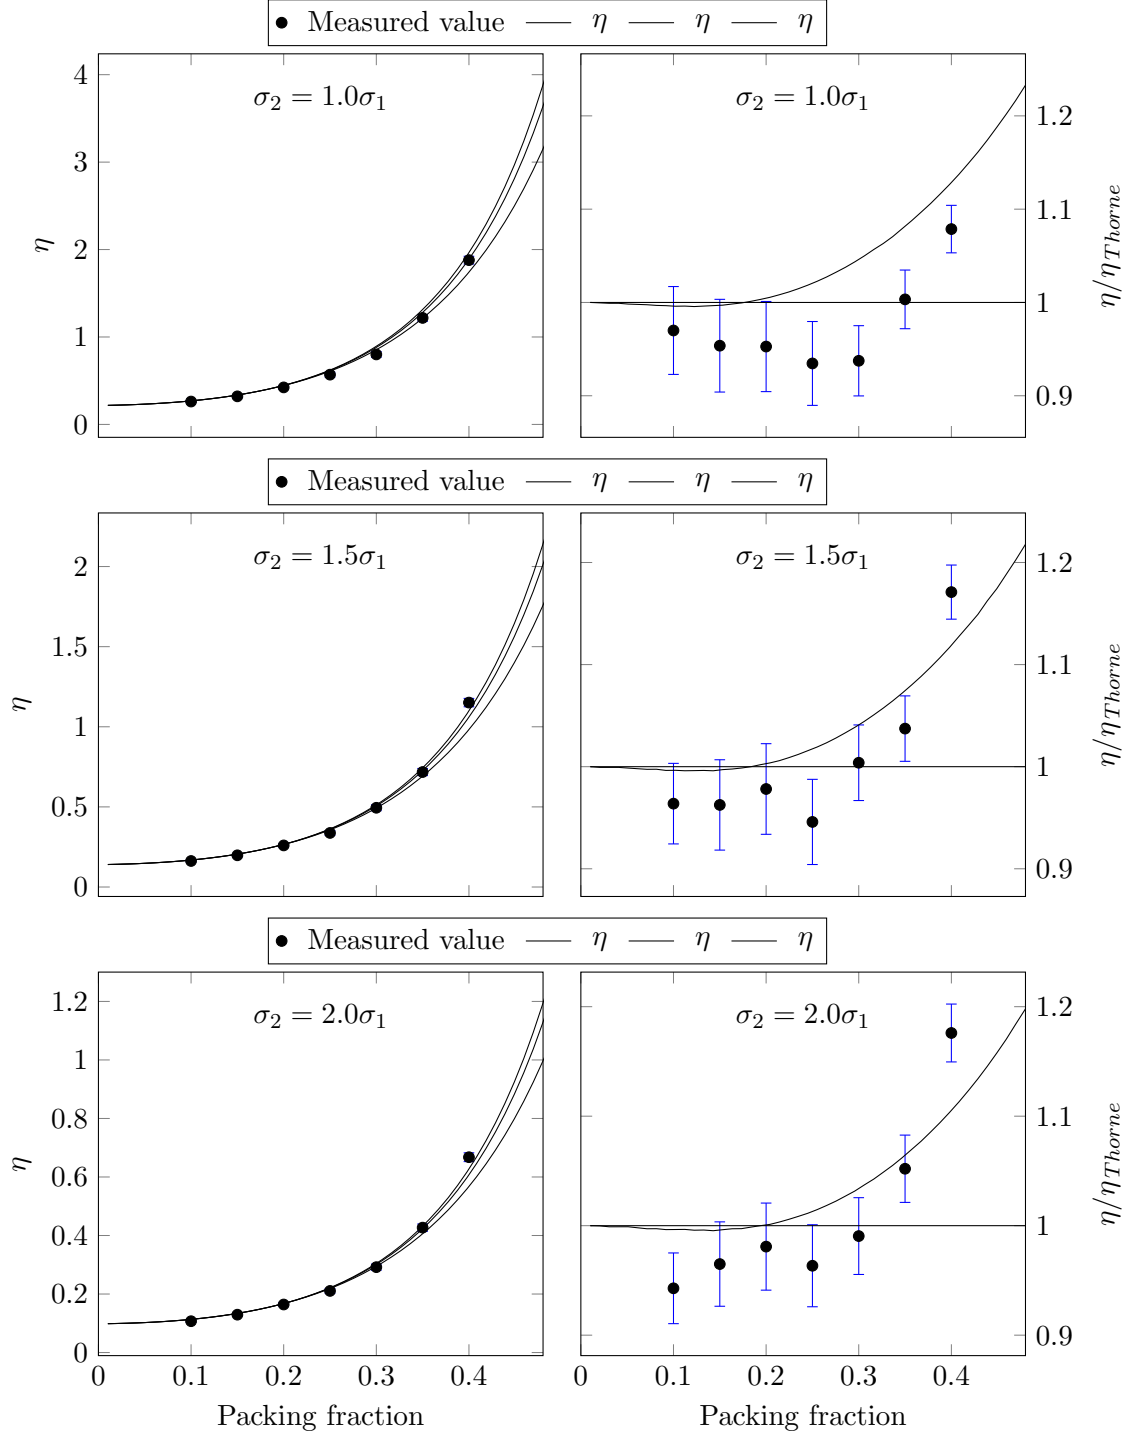 Measured value η η η
σ₂ = 1.0σ₁
4
3
2
1
0
η
σ₂ = 1.0σ₁
1.2
1.1
1
0.9
η/η_Thorne
Measured value η η η
σ₂ = 1.5σ₁
2
1.5
1
0.5
0
η
σ₂ = 1.5σ₁
1.2
1.1
1
0.9
η/η_Thorne
Measured value η η η
σ₂ = 2.0σ₁
1.2
1
0.8
0.6
0.4
0.2
0
η
0 0.1 0.2 0.3 0.4
Packing fraction
σ₂ = 2.0σ₁
1.2
1.1
1
0.9
η/η_Thorne
0 0.1 0.2 0.3 0.4
Packing fraction